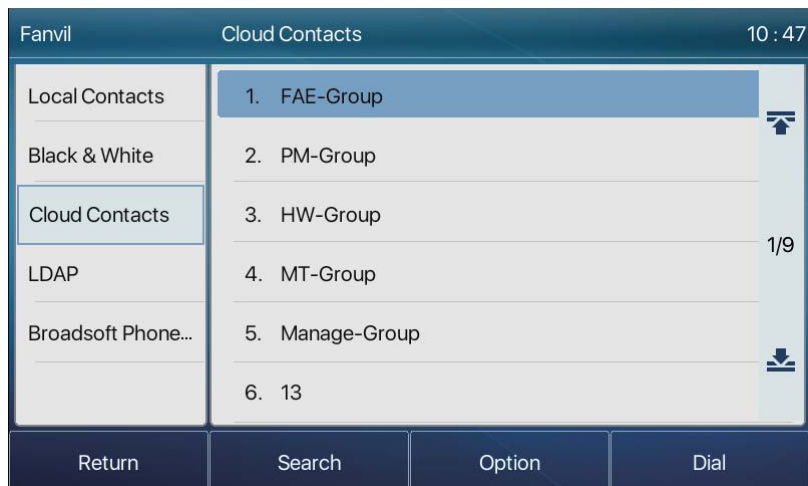 Fanvil Cloud Contacts 10 : 47
Local Contacts
Black & White
Cloud Contacts
LDAP
Broadsoft Phone...
1. FAE-Group
2. PM-Group
3. HW-Group
4. MT-Group
5. Manage-Group
6. 13
1/9
Return Search Option Dial